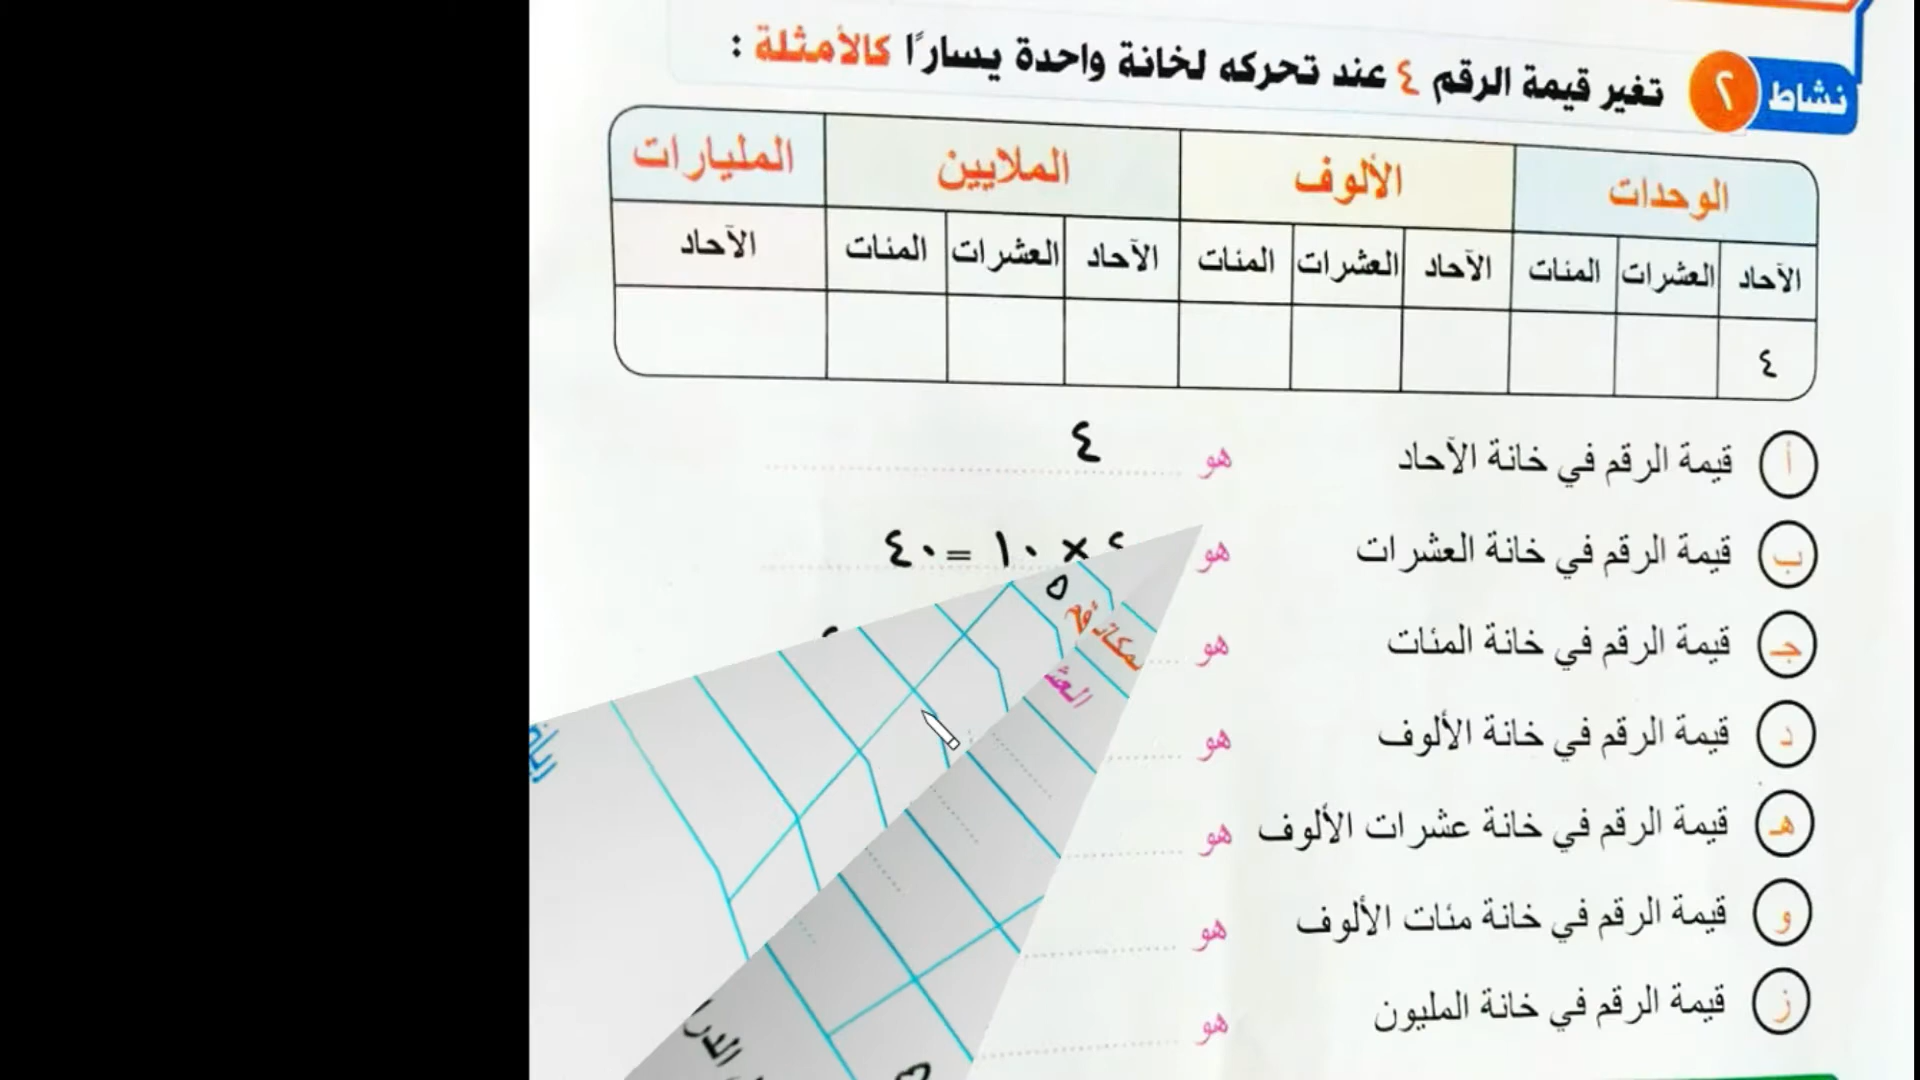 نشاط ٢ تغير قيمة الرقم ٤ عند تحركه لخانة واحدة يسارًا كالأمثلة :
الوحدات الألوف الملايين المليارات
الآحاد العشرات المئات الآحاد العشرات المئات الآحاد العشرات المئات الآحاد
٤
أ قيمة الرقم في خانة الآحاد هو ٤
ب قيمة الرقم في خانة العشرات هو × ١٠ = ٤٠
جـ قيمة الرقم في خانة المئات هو
د قيمة الرقم في خانة الألوف هو
هـ قيمة الرقم في خانة عشرات الألوف هو
و قيمة الرقم في خانة مئات الألوف هو
ز قيمة الرقم في خانة المليون هو